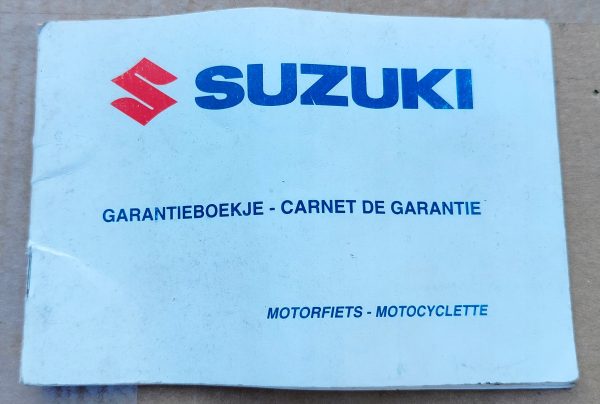 SUZUKI
GARANTIEBOEKJE - CARNET DE GARANTIE
MOTORFIETS - MOTOCYCLETTE